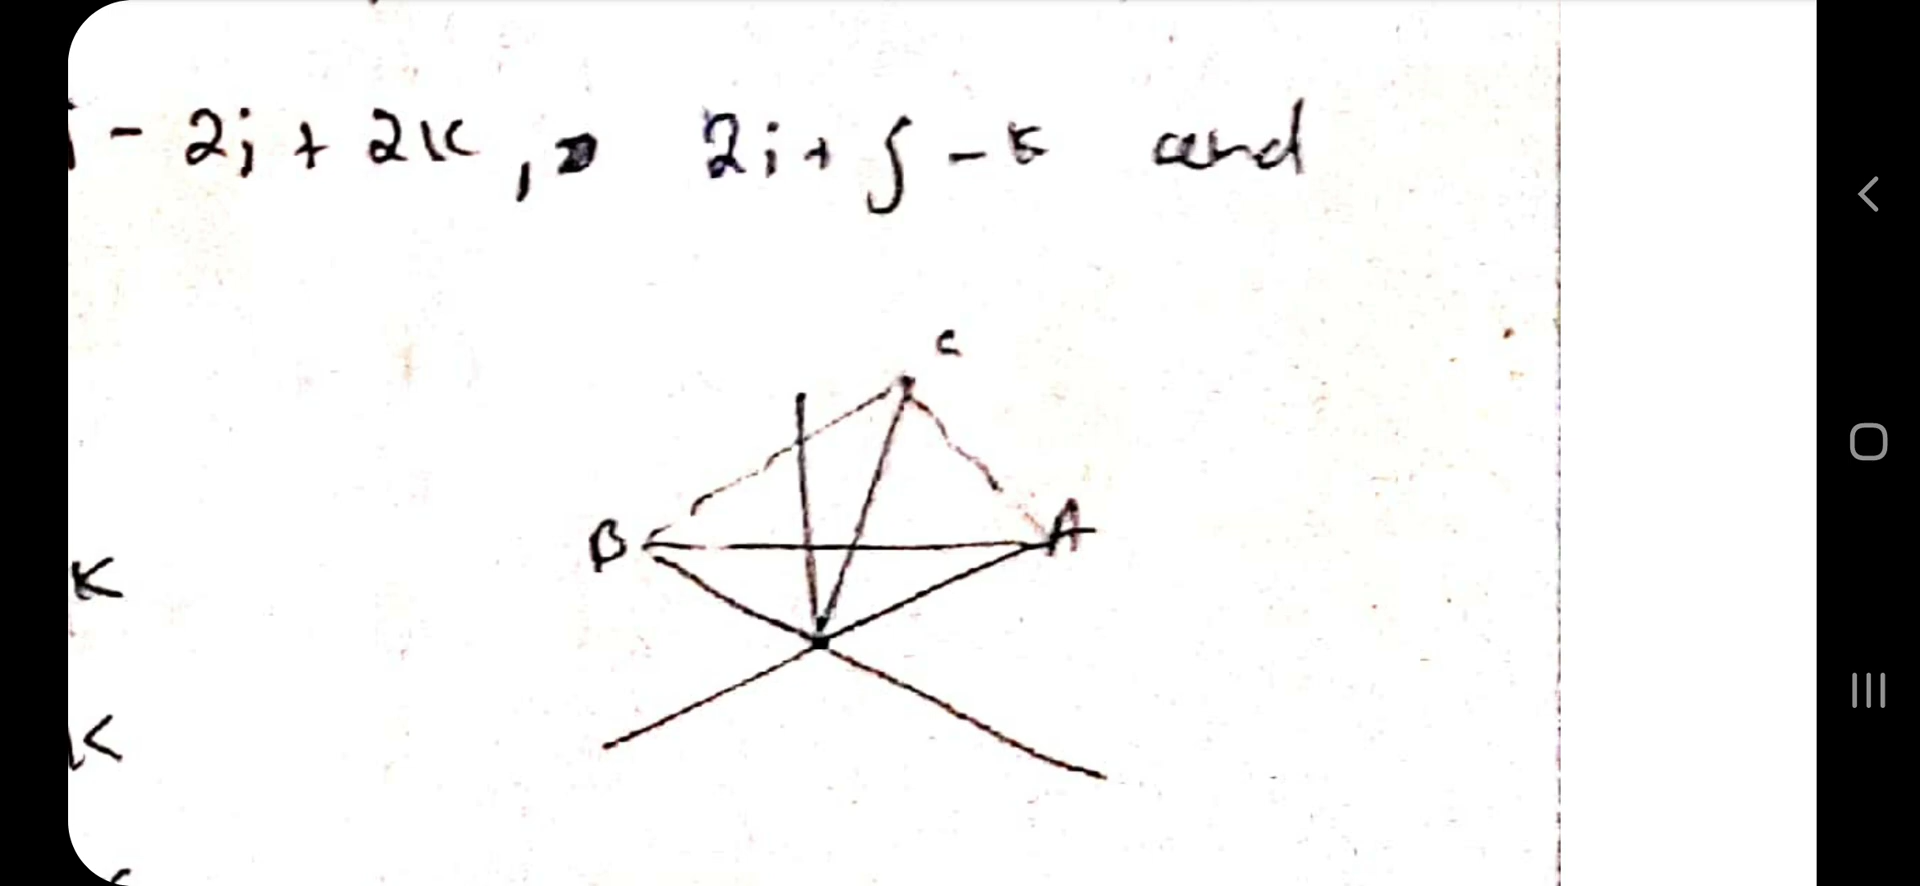 - 2j + 2k, 2i + j - k and
C
B A
K
K